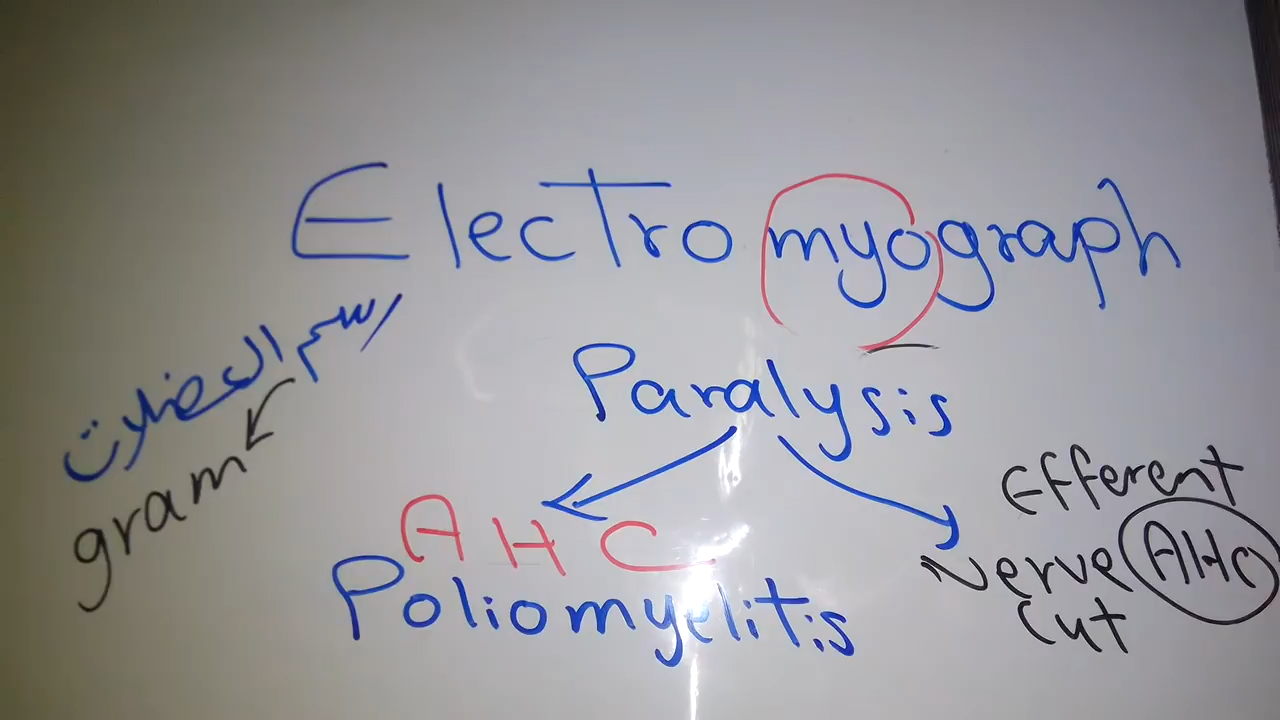 Electromyograph
رسم العضلات
gram
Paralysis
AHC
Poliomyelitis
Efferent
Nerve AHC
Cut